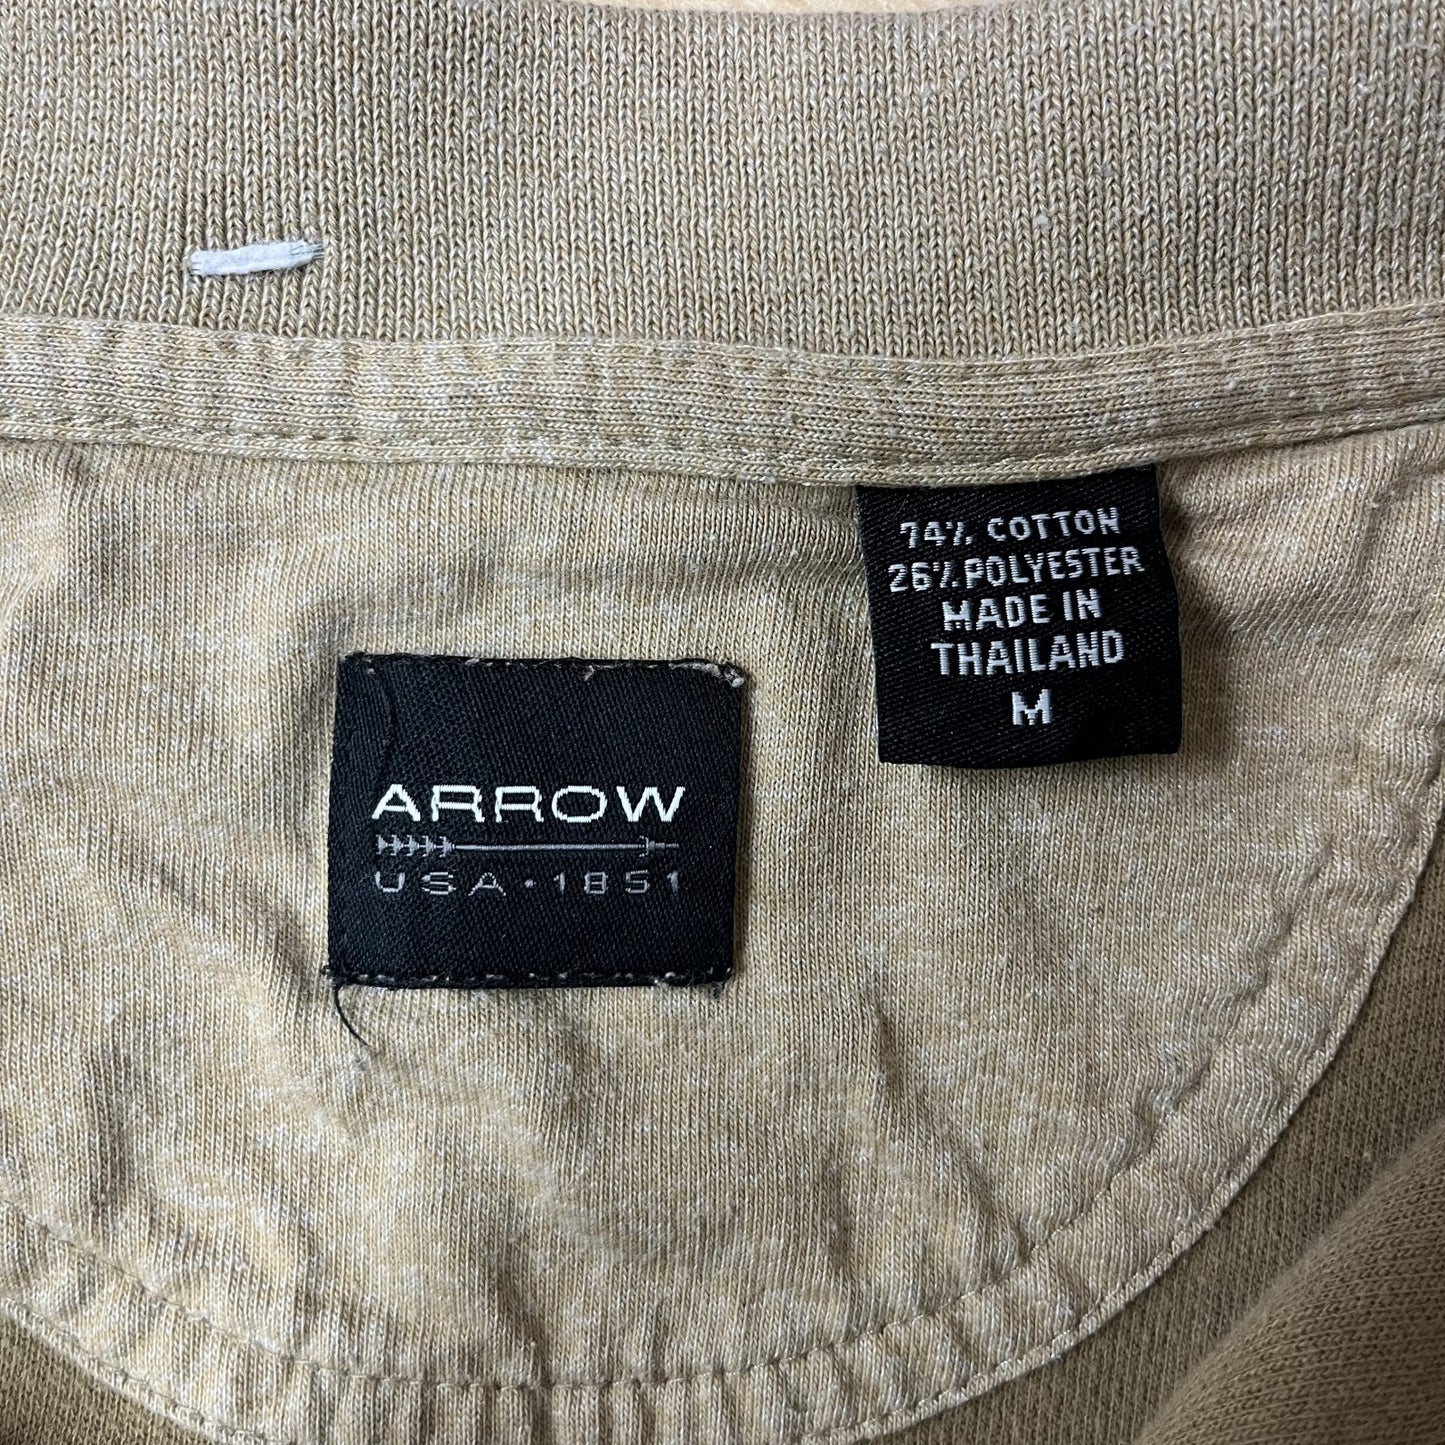 74% COTTON
26% POLYESTER
MADE IN
THAILAND
M
ARROW
USA · 1851